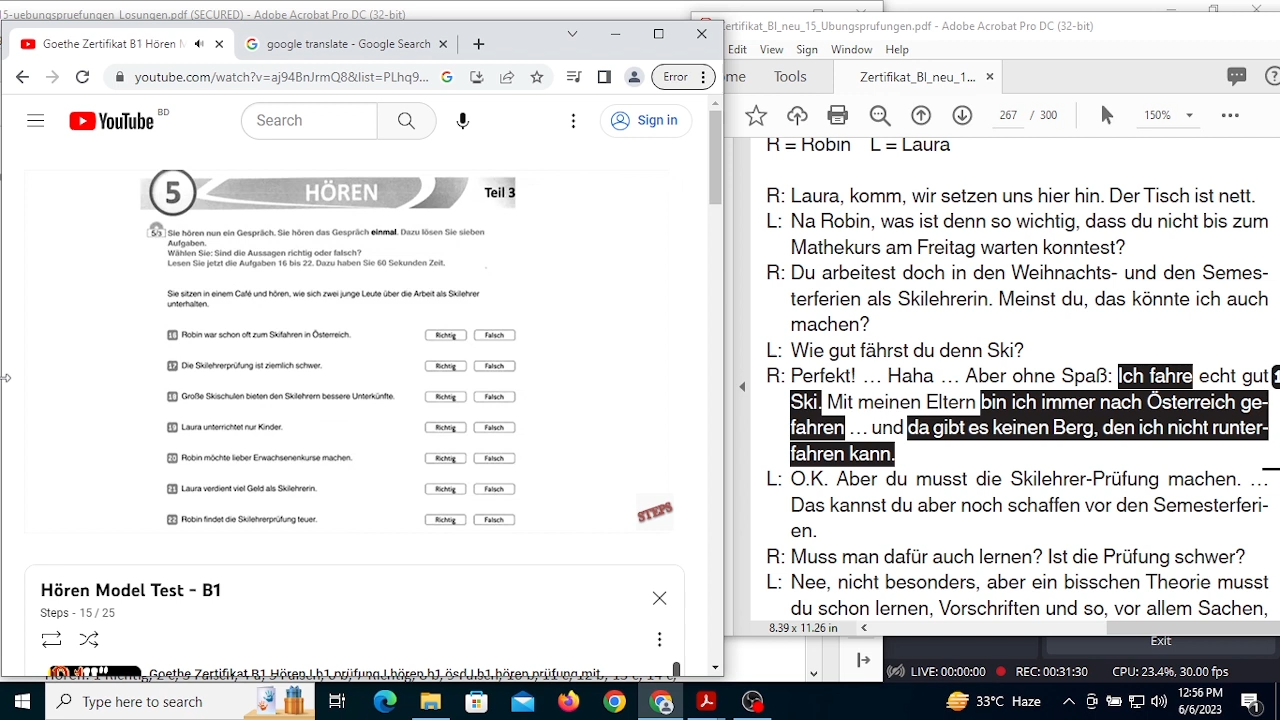 15-uebungspruefungen_Losungen.pdf (SECURED) - Adobe Acrobat Pro DC (32-bit)
Zertifikat_BI_neu_15_Ubungsprufungen.pdf - Adobe Acrobat Pro DC (32-bit)
Goethe Zertifikat B1 Hören N
google translate - Google Search
Edit View Sign Window Help
youtube.com/watch?v=aj94BnJrmQ8&list=PLhq9...
Error
Tools
Zertifikat_BI_neu_1...
YouTube BD
Search
Sign in
267 / 300
150%
5 HÖREN Teil 3
5/3 Sie hören nun ein Gespräch. Sie hören das Gespräch einmal. Dazu lösen Sie sieben
Aufgaben.
Wählen Sie: Sind die Aussagen richtig oder falsch?
Lesen Sie jetzt die Aufgaben 16 bis 22. Dazu haben Sie 60 Sekunden Zeit.
Sie sitzen in einem Café und hören, wie sich zwei junge Leute über die Arbeit als Skilehrer
unterhalten.
16 Robin war schon oft zum Skifahren in Österreich. Richtig Falsch
17 Die Skilehrerprüfung ist ziemlich schwer. Richtig Falsch
18 Große Skischulen bieten den Skilehrern bessere Unterkünfte. Richtig Falsch
19 Laura unterrichtet nur Kinder. Richtig Falsch
20 Robin möchte lieber Erwachsenenkurse machen. Richtig Falsch
21 Laura verdient viel Geld als Skilehrerin. Richtig Falsch
22 Robin findet die Skilehrerprüfung teuer. Richtig Falsch
STEPS
Hören Model Test - B1
Steps - 15 / 25
R = Robin L = Laura
R: Laura, komm, wir setzen uns hier hin. Der Tisch ist nett.
L: Na Robin, was ist denn so wichtig, dass du nicht bis zum
Mathekurs am Freitag warten kontest?
R: Du arbeitest doch in den Weihnachts- und den Semes-
terferien als Skilehrerin. Meinst du, das könnte ich auch
machen?
L: Wie gut fährst du denn Ski?
R: Perfekt! … Haha … Aber ohne Spaß: Ich fahre echt gut
Ski. Mit meinen Eltern bin ich immer nach Österreich ge-
fahren … und da gibt es keinen Berg, den ich nicht runter-
fahren kann.
L: O.K. Aber du musst die Skilehrer-Prüfung machen. …
Das kannst du aber noch schaffen vor den Semesterferi-
en.
R: Muss man dafür auch lernen? Ist die Prüfung schwer?
L: Nee, nicht besonders, aber ein bisschen Theorie musst
du schon lernen, Vorschriften und so, vor allem Sachen,
8.39 x 11.26 in
Exit
LIVE: 00:00:00 REC: 00:31:30 CPU: 23.4%, 30.00 fps
Type here to search
33°C Haze
12:56 PM
6/6/2023
1